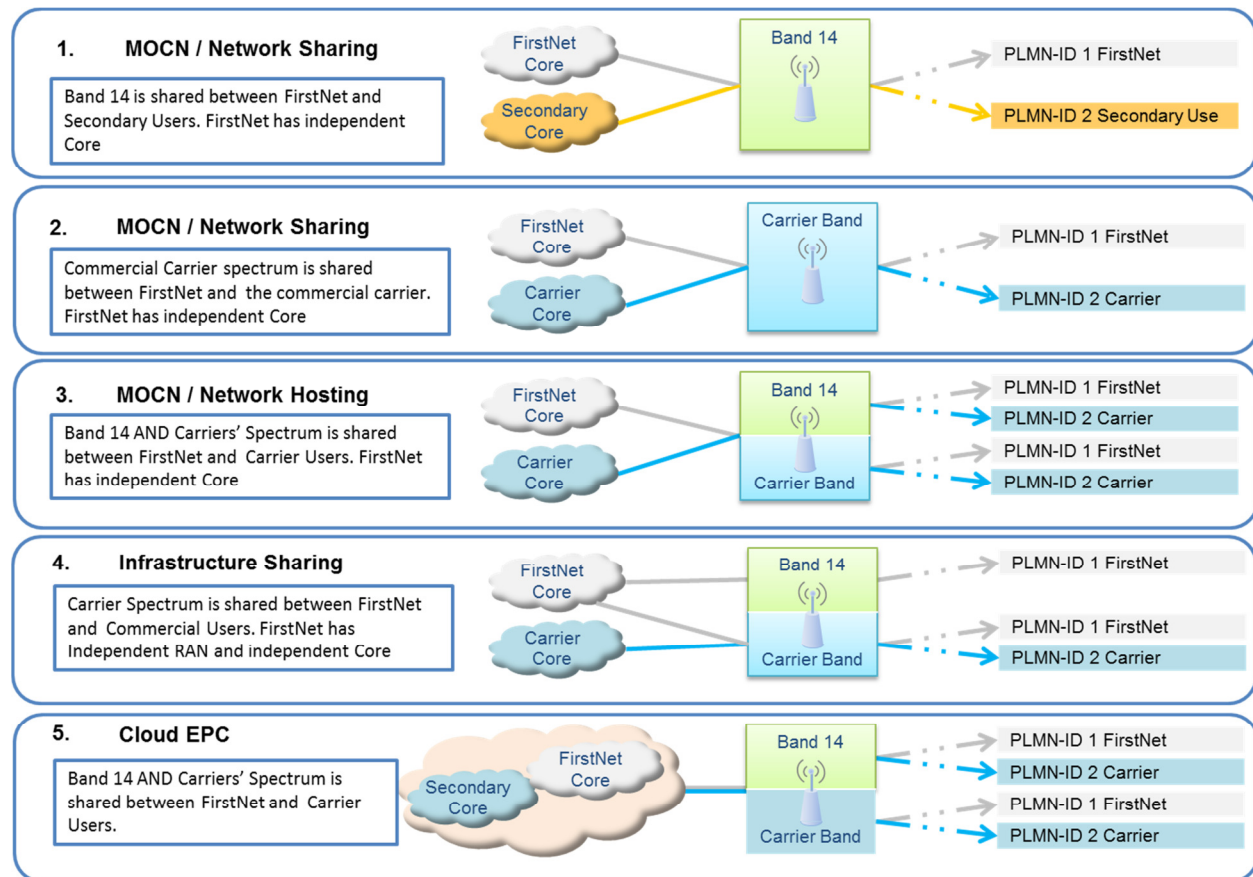 1. MOCN / Network Sharing
Band 14 is shared between FirstNet and
Secondary Users. FirstNet has independent
Core
FirstNet
Core
Secondary
Core
Band 14
PLMN-ID 1 FirstNet
PLMN-ID 2 Secondary Use
2. MOCN / Network Sharing
Commercial Carrier spectrum is shared
between FirstNet and the commercial carrier.
FirstNet has independent Core
FirstNet
Core
Carrier
Core
Carrier Band
PLMN-ID 1 FirstNet
PLMN-ID 2 Carrier
3. MOCN / Network Hosting
Band 14 AND Carriers’ Spectrum is shared
between FirstNet and Carrier Users. FirstNet
has independent Core
FirstNet
Core
Carrier
Core
Band 14
Carrier Band
PLMN-ID 1 FirstNet
PLMN-ID 2 Carrier
PLMN-ID 1 FirstNet
PLMN-ID 2 Carrier
4. Infrastructure Sharing
Carrier Spectrum is shared between FirstNet
and Commercial Users. FirstNet has
Independent RAN and independent Core
FirstNet
Core
Carrier
Core
Band 14
Carrier Band
PLMN-ID 1 FirstNet
PLMN-ID 1 FirstNet
PLMN-ID 2 Carrier
5. Cloud EPC
Band 14 AND Carriers’ Spectrum is
shared between FirstNet and Carrier
Users.
FirstNet
Core
Secondary
Core
Band 14
Carrier Band
PLMN-ID 1 FirstNet
PLMN-ID 2 Carrier
PLMN-ID 1 FirstNet
PLMN-ID 2 Carrier